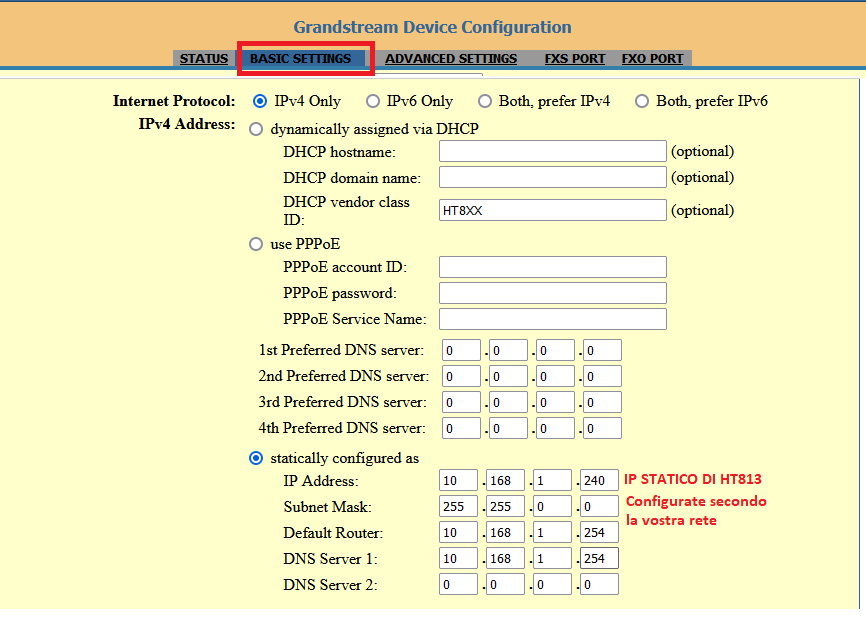 Grandstream Device Configuration
STATUS BASIC SETTINGS ADVANCED SETTINGS FXS PORT FXO PORT
Internet Protocol: IPv4 Only IPv6 Only Both, prefer IPv4 Both, prefer IPv6
IPv4 Address:
dynamically assigned via DHCP
DHCP hostname: (optional)
DHCP domain name: (optional)
DHCP vendor class
ID: HT8XX (optional)
use PPPoE
PPPoE account ID:
PPPoE password:
PPPoE Service Name:
1st Preferred DNS server: 0 . 0 . 0 . 0
2nd Preferred DNS server: 0 . 0 . 0 . 0
3rd Preferred DNS server: 0 . 0 . 0 . 0
4th Preferred DNS server: 0 . 0 . 0 . 0
statically configured as
IP Address: 10 . 168 . 1 . 240 IP STATICO DI HT813
Subnet Mask: 255 . 255 . 0 . 0 Configurate secondo
la vostra rete
Default Router: 10 . 168 . 1 . 254
DNS Server 1: 10 . 168 . 1 . 254
DNS Server 2: 0 . 0 . 0 . 0